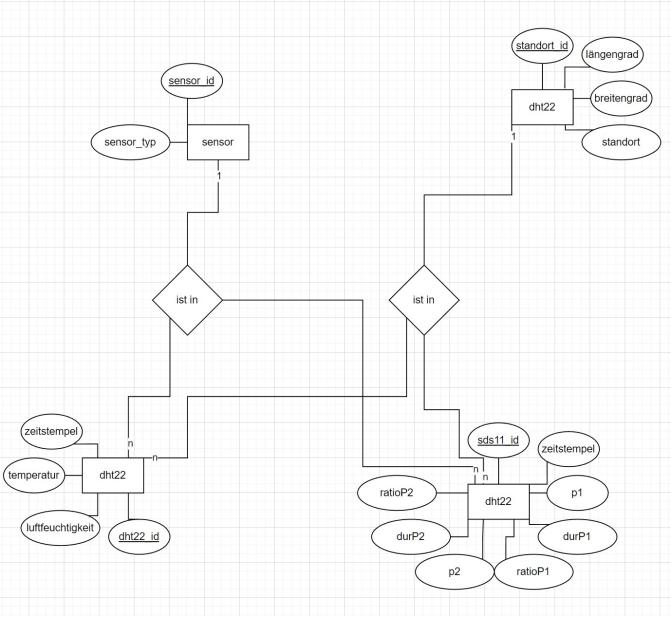 standort_id
längengrad
dht22
breitengrad
standort
1
sensor_id
sensor_typ
sensor
1
ist in
ist in
zeitstempel
n
n
temperatur
dht22
luftfeuchtigkeit
dht22_id
sds11_id
zeitstempel
n
n
ratioP2
dht22
p1
durP2
durP1
p2
ratioP1